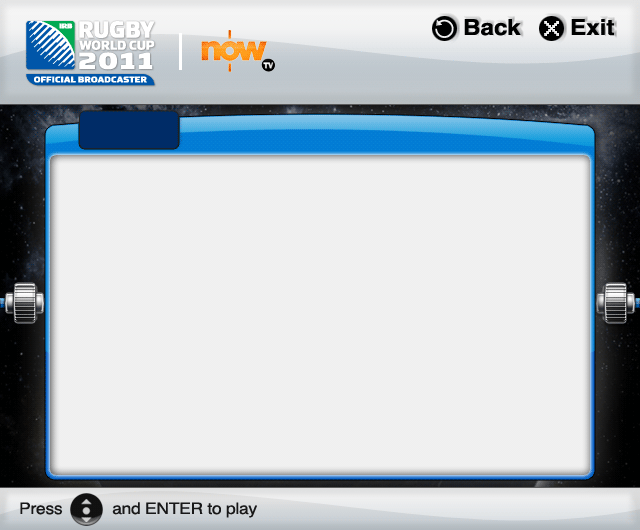 IRB
RUGBY
WORLD CUP
2011
OFFICIAL BROADCASTER
now
TV
Back
Exit
Press and ENTER to play